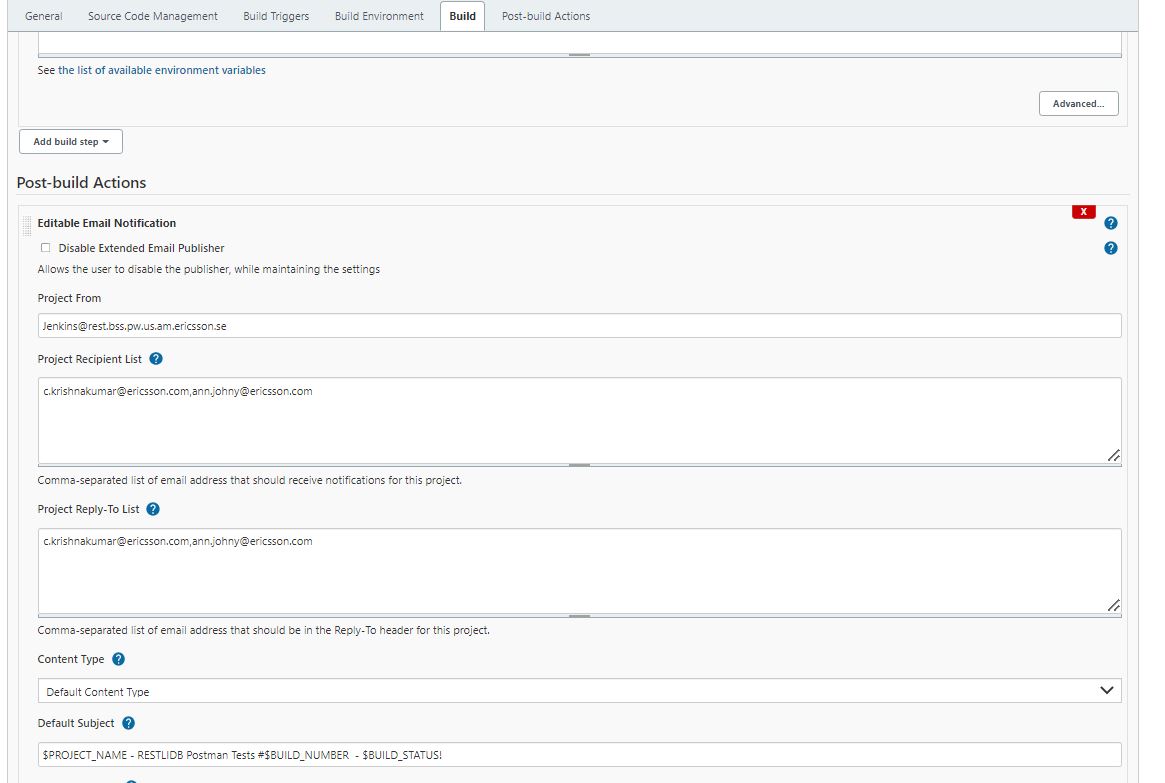 General Source Code Management Build Triggers Build Environment Build Post-build Actions
See the list of available environment variables
Advanced...
Add build step
Post-build Actions
Editable Email Notification
X
?
Disable Extended Email Publisher
?
Allows the user to disable the publisher, while maintaining the settings
Project From
Jenkins@rest.bss.pw.us.am.ericsson.se
Project Recipient List ?
c.krishnakumar@ericsson.com,ann.johny@ericsson.com
Comma-separated list of email address that should receive notifications for this project.
Project Reply-To List ?
c.krishnakumar@ericsson.com,ann.johny@ericsson.com
Comma-separated list of email address that should be in the Reply-To header for this project.
Content Type ?
Default Content Type
Default Subject ?
$PROJECT_NAME - RESTLIDB Postman Tests #$BUILD_NUMBER - $BUILD_STATUS!